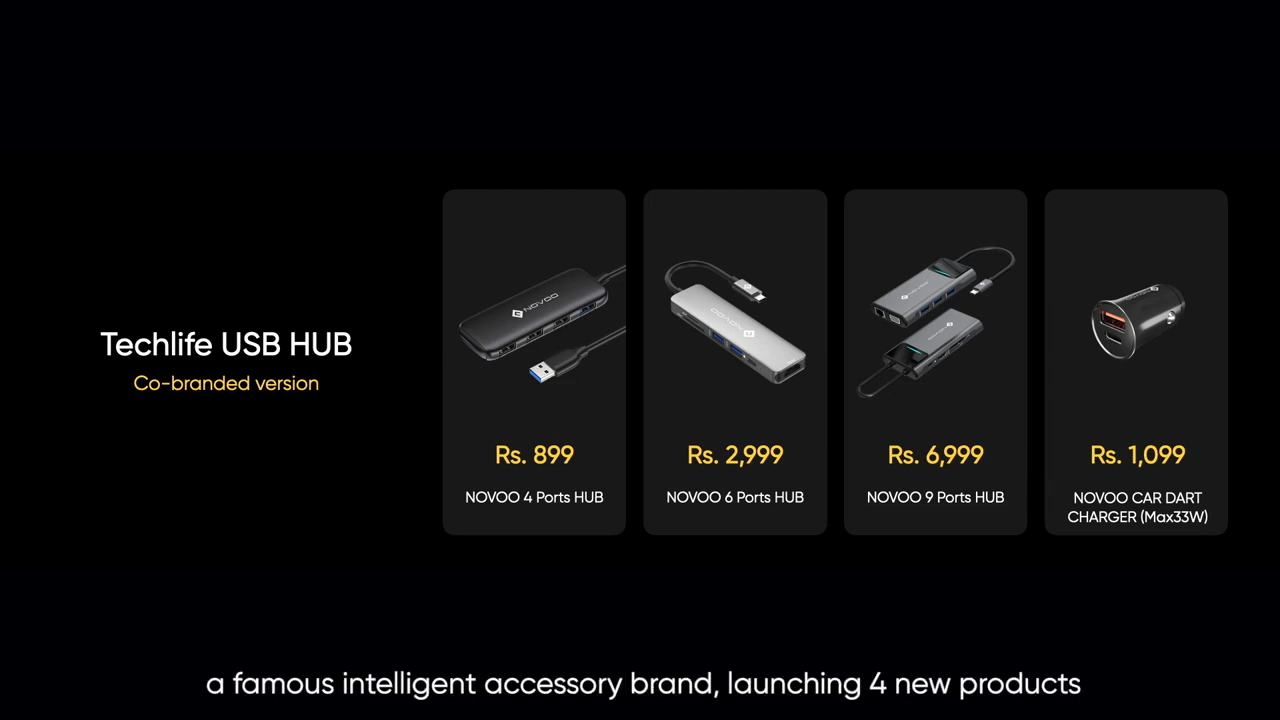 Techlife USB HUB
Co-branded version
NOVOO
Rs. 899
NOVOO 4 Ports HUB
NOVOO
Rs. 2,999
NOVOO 6 Ports HUB
Rs. 6,999
NOVOO 9 Ports HUB
Rs. 1,099
NOVOO CAR DART
CHARGER (Max33W)
a famous intelligent accessory brand, launching 4 new products